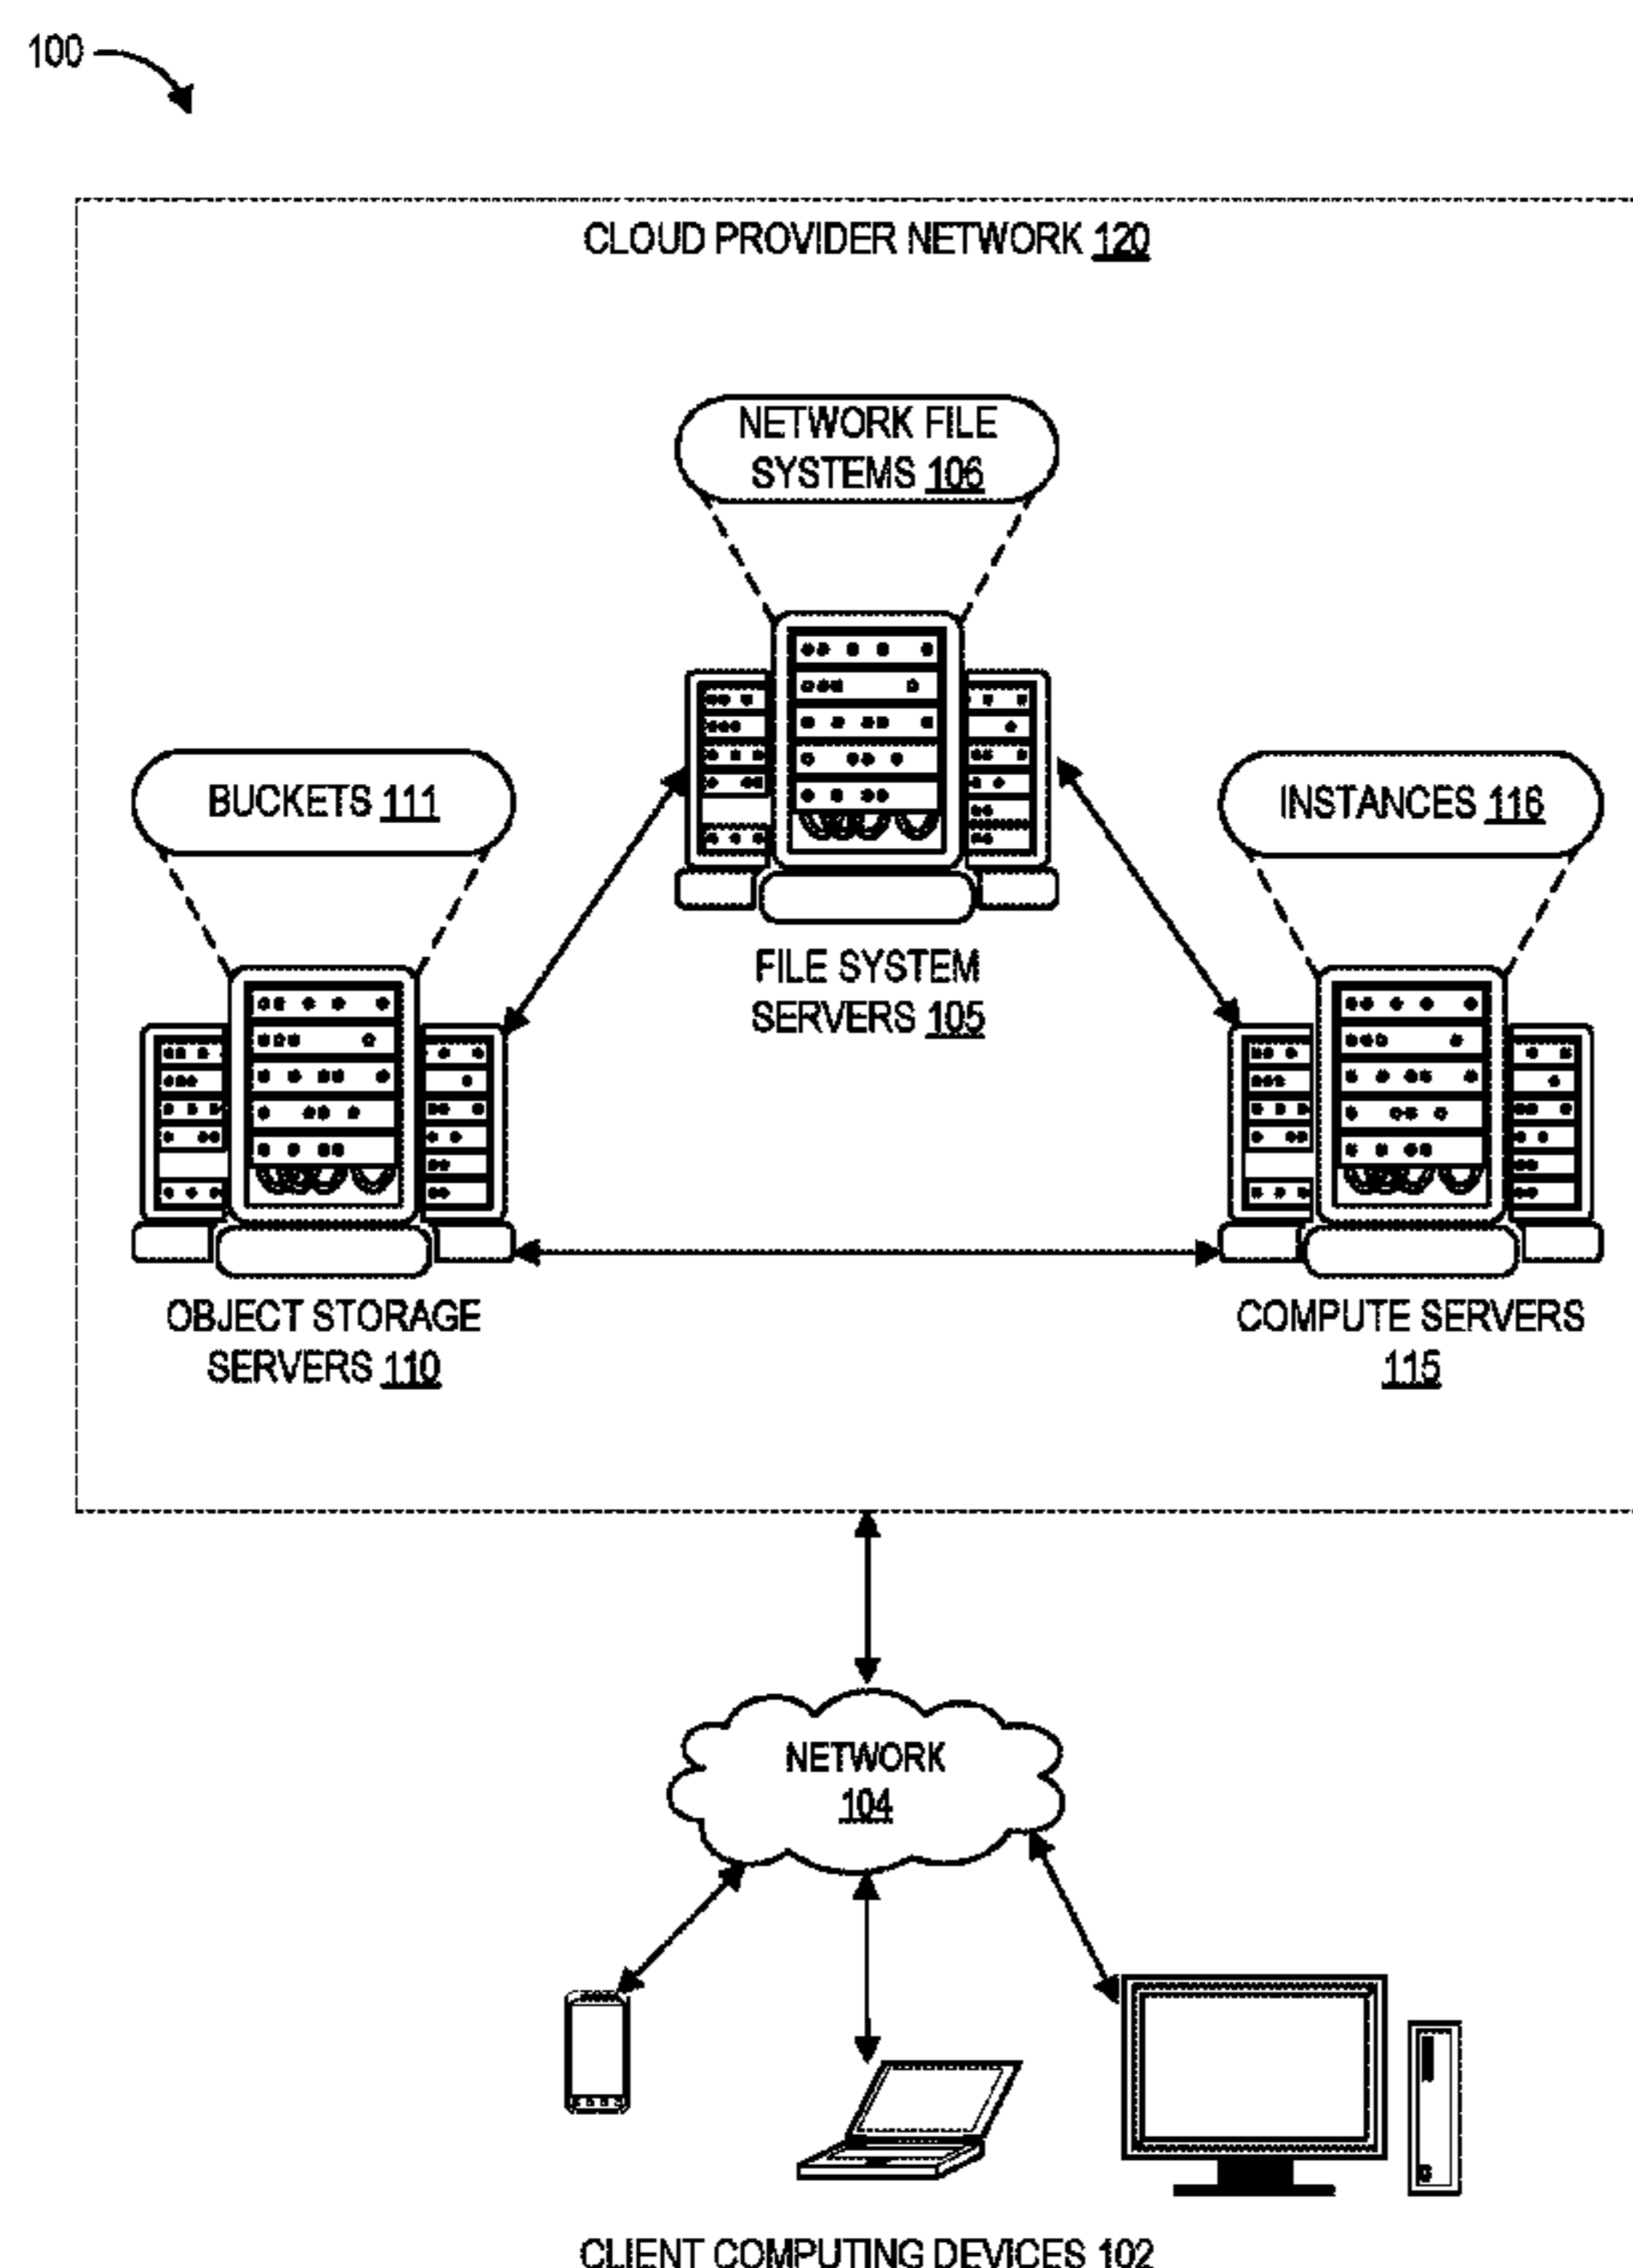 100
CLOUD PROVIDER NETWORK 120
NETWORK FILE
SYSTEMS 106
BUCKETS 111
INSTANCES 116
FILE SYSTEM
SERVERS 105
OBJECT STORAGE
SERVERS 110
COMPUTE SERVERS
115
NETWORK
104
CLIENT COMPUTING DEVICES 102